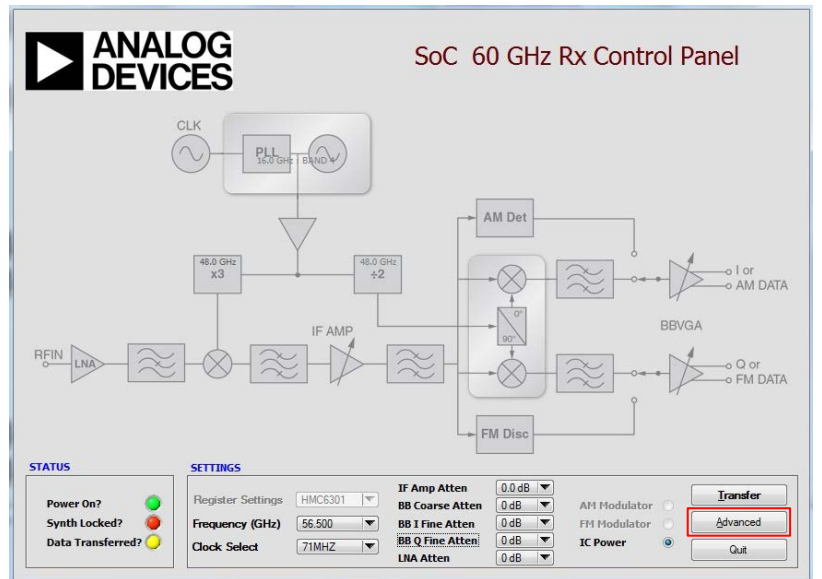 ANALOG
DEVICES
SoC 60 GHz Rx Control Panel
CLK
PLL
16.0 GHz : BAND 4
AM Det
48.0 GHz
x3
48.0 GHz
÷2
0°
90°
I or
AM DATA
BBVGA
RFIN
LNA
IF AMP
Q or
FM DATA
FM Disc
STATUS
Power On?
Synth Locked?
Data Transferred?
SETTINGS
Register Settings HMC6301
Frequency (GHz) 56.500
Clock Select 71MHZ
IF Amp Atten 0.0 dB
BB Coarse Atten 0 dB
BB I Fine Atten 0 dB
BB Q Fine Atten 0 dB
LNA Atten 0 dB
AM Modulator
FM Modulator
IC Power
Transfer
Advanced
Quit